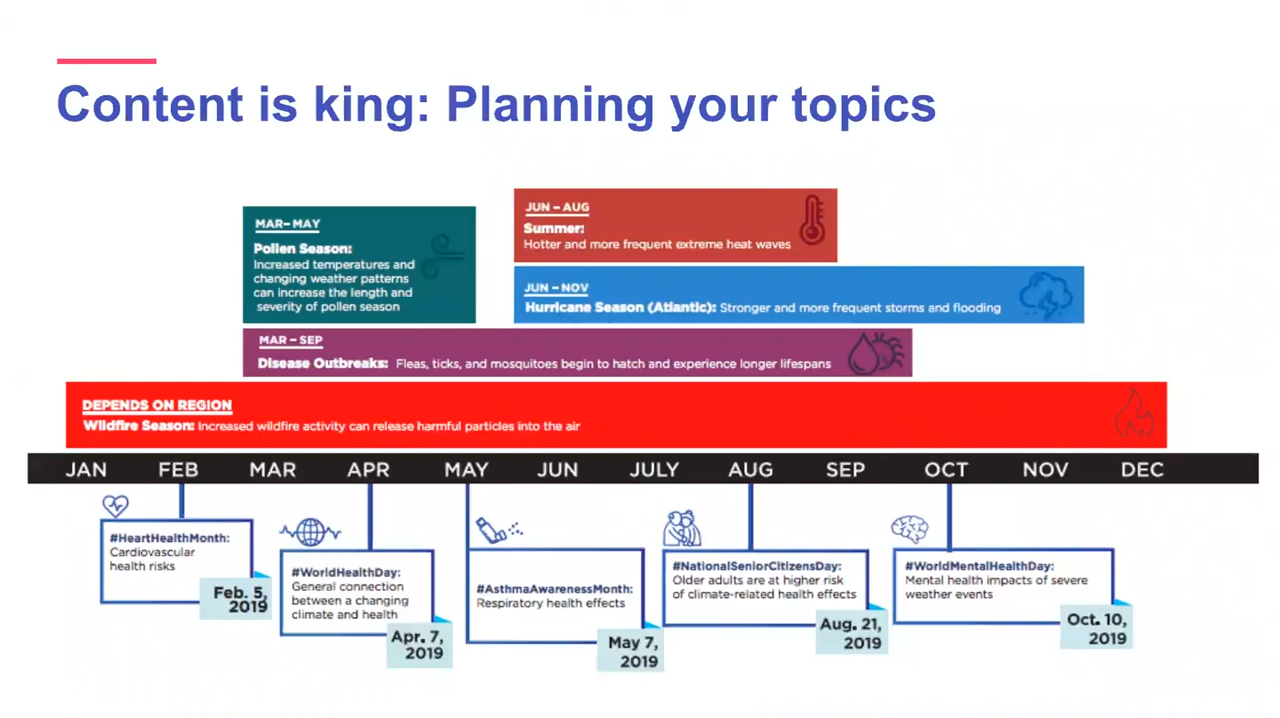 Content is king: Planning your topics
MAR–MAY
Pollen Season:
Increased temperatures and
changing weather patterns
can increase the length and
severity of pollen season
JUN – AUG
Summer:
Hotter and more frequent extreme heat waves
JUN – NOV
Hurricane Season (Atlantic): Stronger and more frequent storms and flooding
MAR – SEP
Disease Outbreaks: Fleas, ticks, and mosquitoes begin to hatch and experience longer lifespans
DEPENDS ON REGION
Wildfire Season: Increased wildfire activity can release harmful particles into the air
JAN FEB MAR APR MAY JUN JULY AUG SEP OCT NOV DEC
#HeartHealthMonth:
Cardiovascular
health risks
Feb. 5,
2019
#WorldHealthDay:
General connection
between a changing
climate and health
Apr. 7,
2019
#AsthmaAwarenessMonth:
Respiratory health effects
May 7,
2019
#NationalSeniorCitizensDay:
Older adults are at higher risk
of climate-related health effects
Aug. 21,
2019
#WorldMentalHealthDay:
Mental health impacts of severe
weather events
Oct. 10,
2019